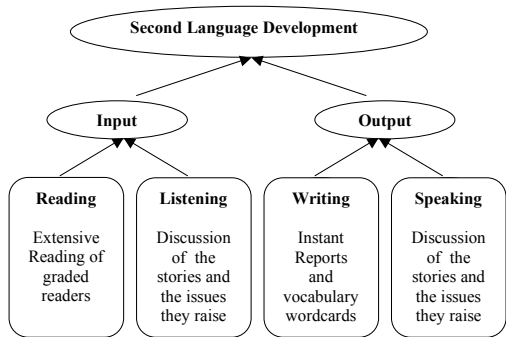 Second Language Development
Input
Output
Reading
Extensive
Reading of
graded
readers
Listening
Discussion
of the
stories and
the issues
they raise
Writing
Instant
Reports
and
vocabulary
wordcards
Speaking
Discussion
of the
stories and
the issues
they raise